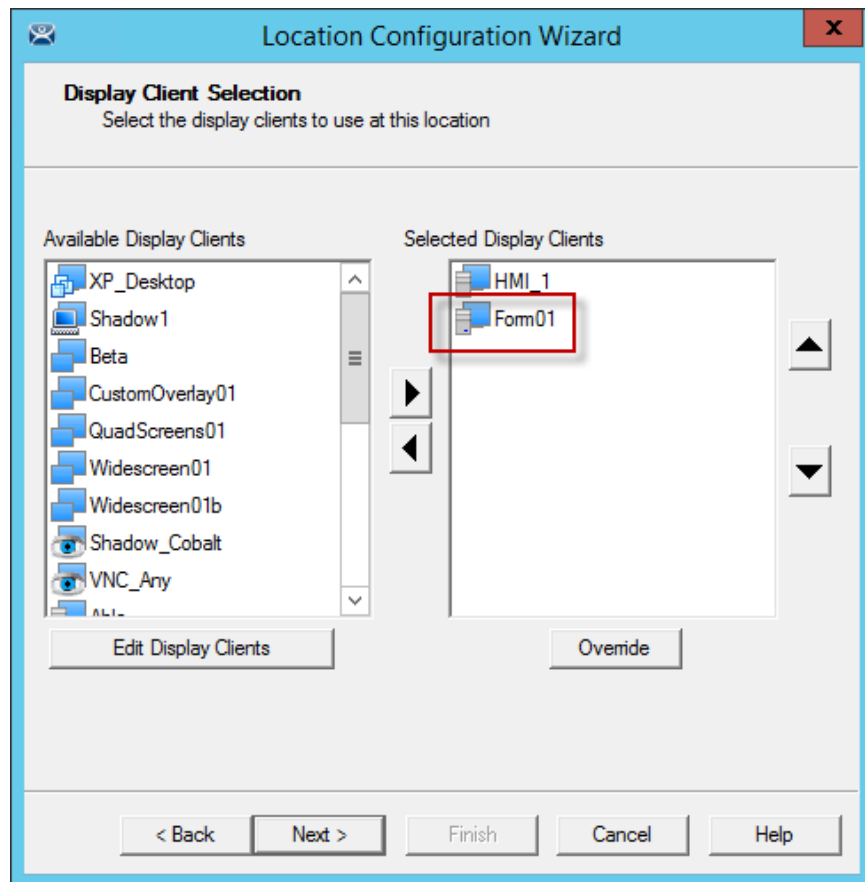 Location Configuration Wizard
x
Display Client Selection
Select the display clients to use at this location
Available Display Clients
Selected Display Clients
XP_Desktop
Shadow1
Beta
CustomOverlay01
QuadScreens01
Widescreen01
Widescreen01b
Shadow_Cobalt
VNC_Any
HMI_1
Form01
Edit Display Clients
Override
< Back
Next >
Finish
Cancel
Help